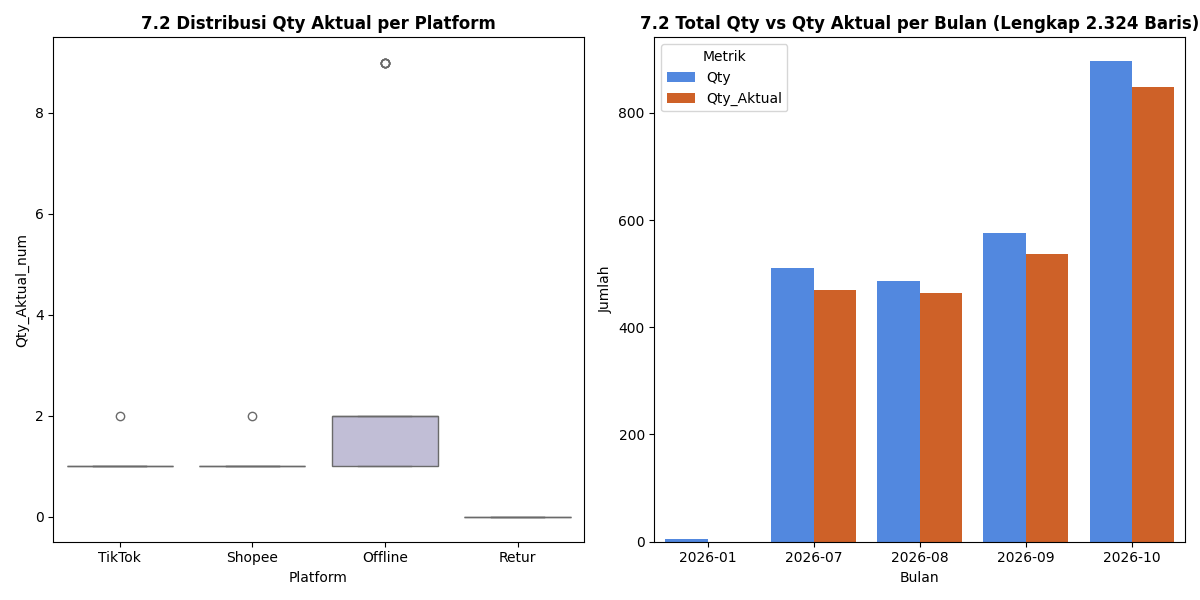 7.2 Distribusi Qty Aktual per Platform
Qty_Aktual_num
8
6
4
2
0
TikTok
Shopee
Offline
Retur
Platform
7.2 Total Qty vs Qty Aktual per Bulan (Lengkap 2.324 Baris)
Metrik
Qty
Qty_Aktual
Jumlah
800
600
400
200
0
2026-01
2026-07
2026-08
2026-09
2026-10
Bulan